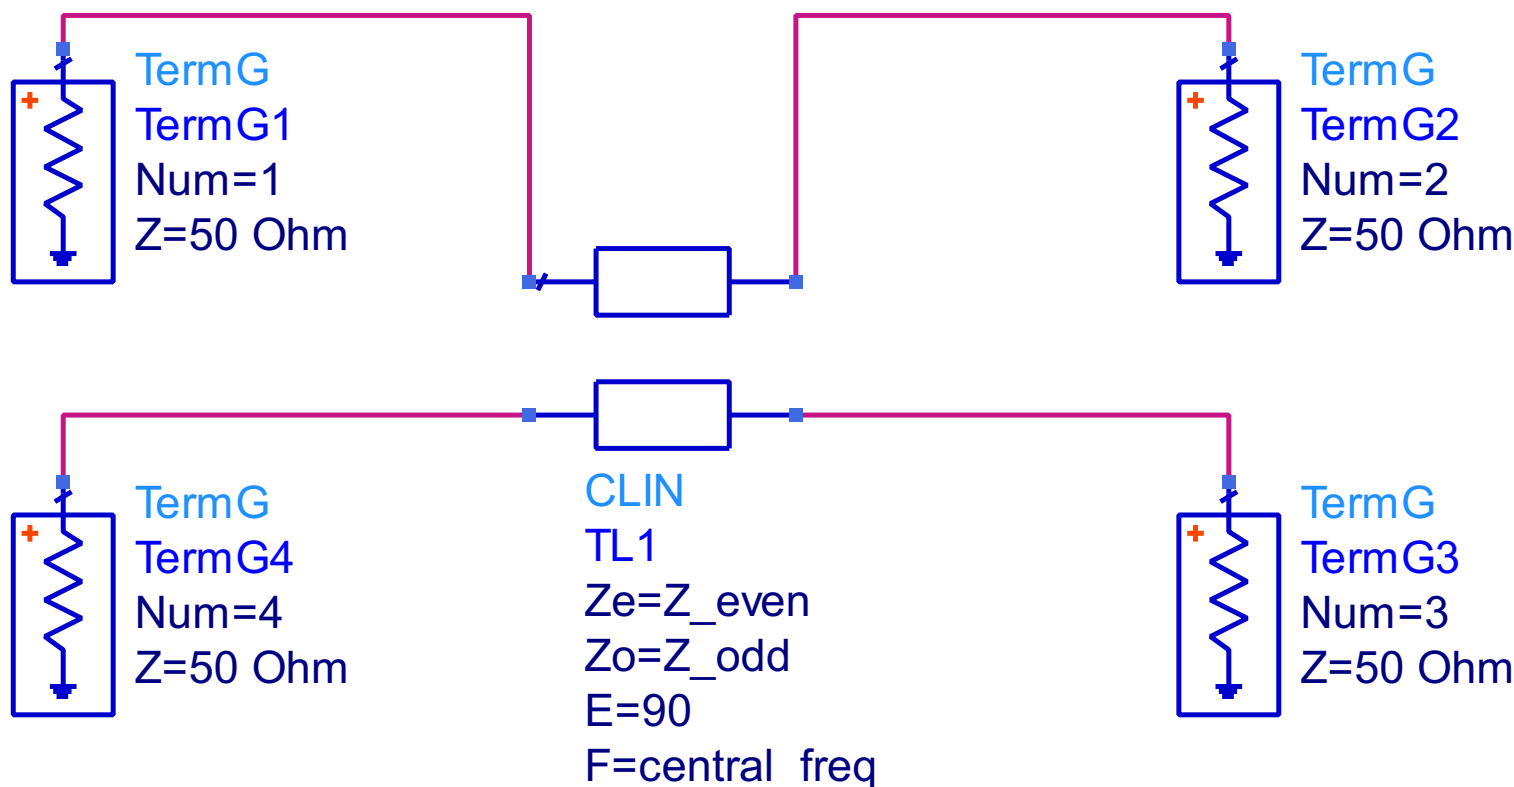 TermG
TermG1
Num=1
Z=50 Ohm
TermG
TermG2
Num=2
Z=50 Ohm
TermG
TermG4
Num=4
Z=50 Ohm
CLIN
TL1
Ze=Z_even
Zo=Z_odd
E=90
F=central_freq
TermG
TermG3
Num=3
Z=50 Ohm